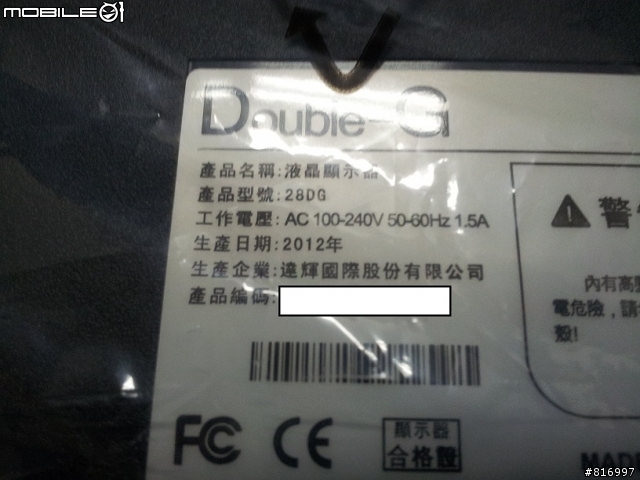 MOBILE01
Double-G
產品名稱:液晶顯示器
產品型號:28DG
工作電壓: AC 100-240V 50-60Hz 1.5A
生產日期:2012年
生產企業:達輝國際股份有限公司
產品編碼:
警
內有高
電危險，請
殼!
FC CE
顯示器
合格證
MADE
#816997